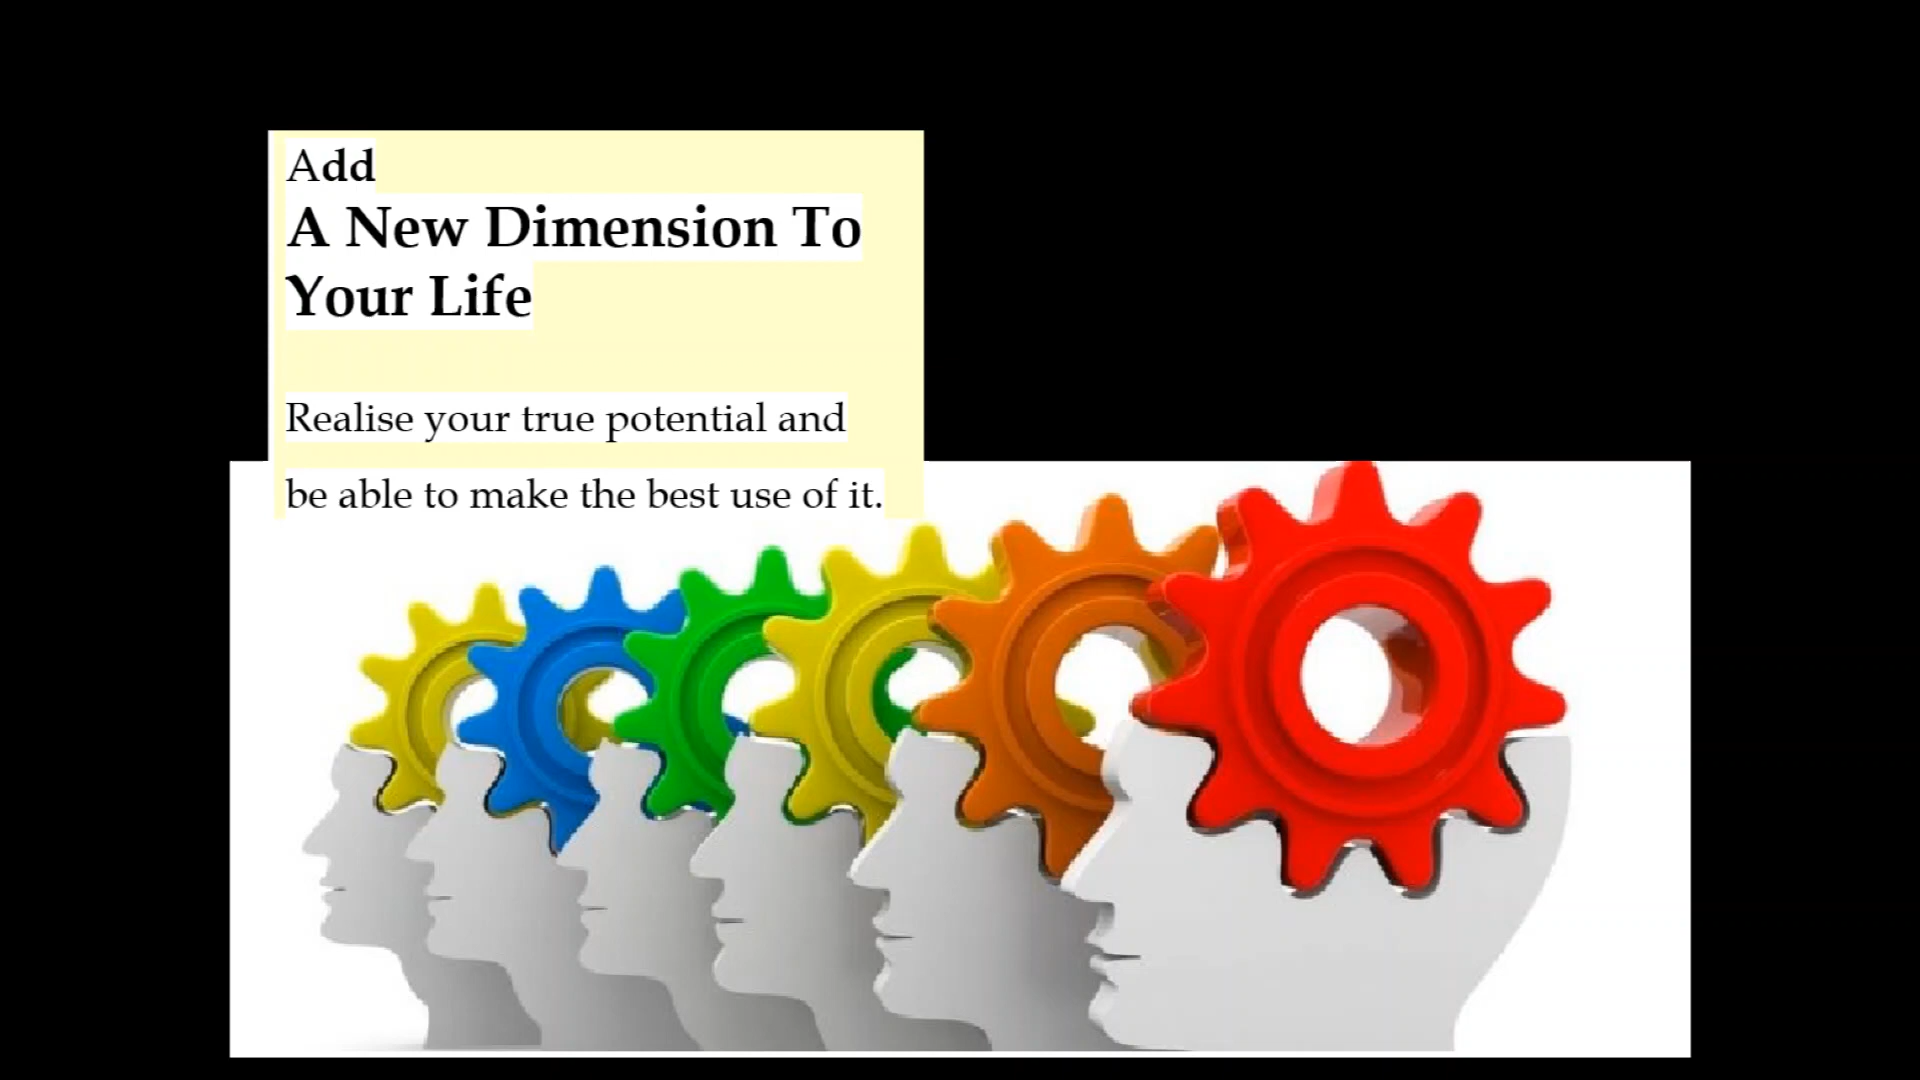 Add
A New Dimension To
Your Life
Realise your true potential and
be able to make the best use of it.